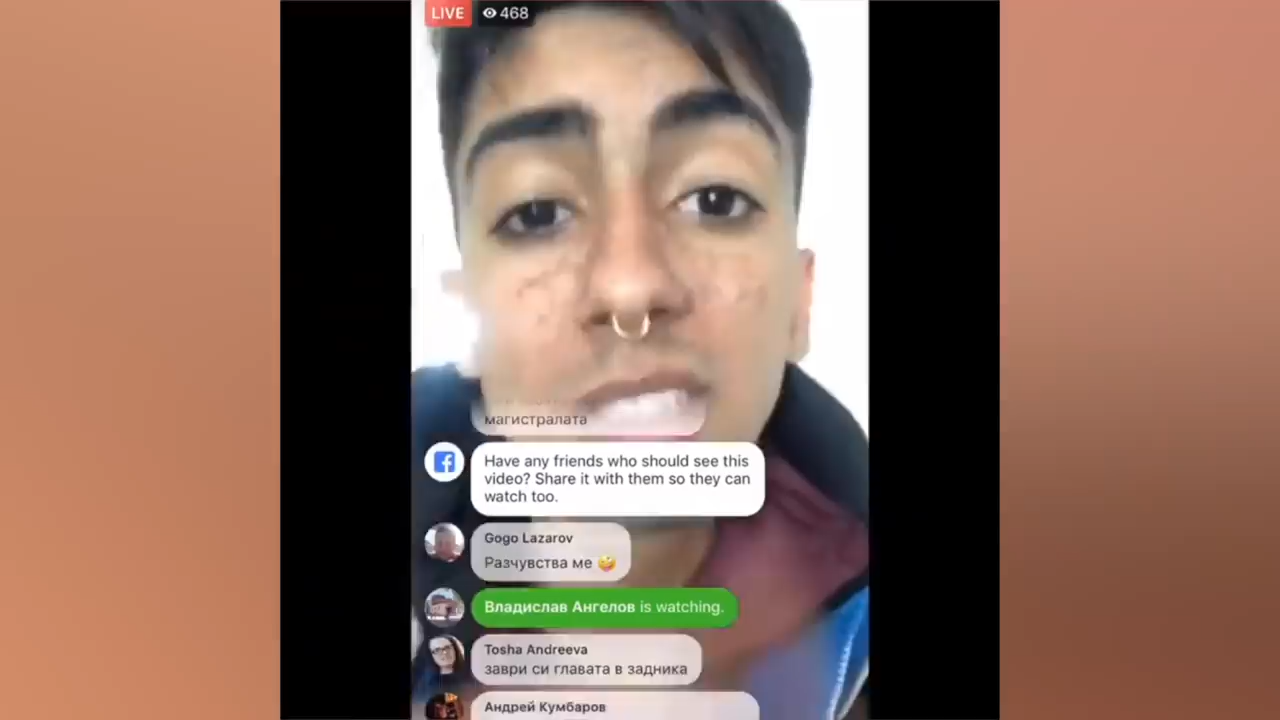 LIVE 468
магистралата
Have any friends who should see this
video? Share it with them so they can
watch too.
Gogo Lazarov
Разчувства ме 🤪
Владислав Ангелов is watching.
Tosha Andreeva
заври си главата в задника
Андрей Кумбаров